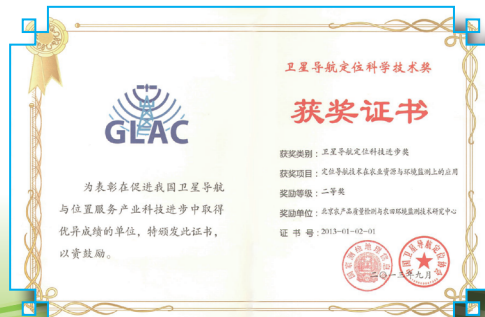 GLAC
为表彰在促进我国卫星导航
与位置服务产业科技进步中取得
优异成绩的单位，特颁发此证书，
以资鼓励。
卫星导航定位科学技术奖
获奖证书
获奖类别：卫星导航定位科技进步奖
获奖项目：定位导航技术在农业资源与环境监测上的应用
奖励等级：二等奖
奖励单位：北京农产品质量检测与农田环境监测技术研究中心
证 书 号：2013-01-02-01
二〇一三年九月